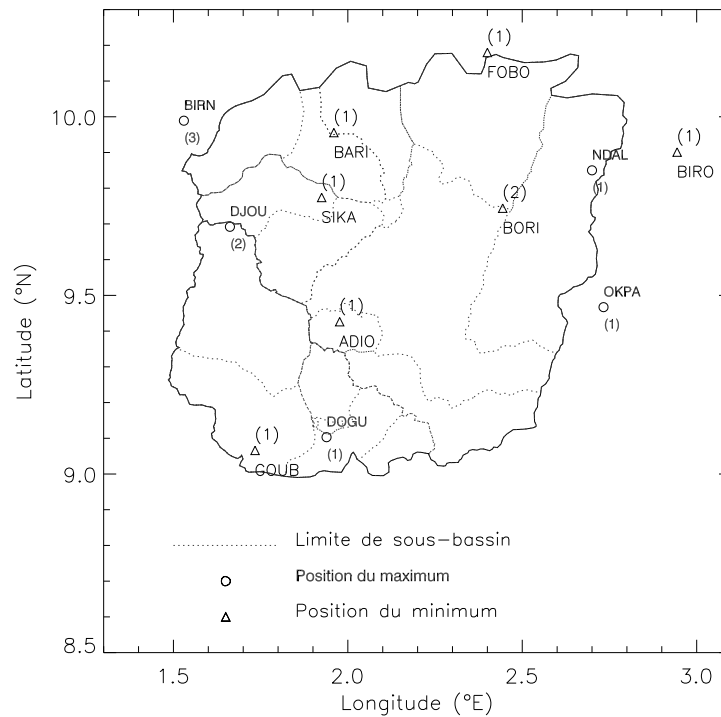 (1)
FOBO
BIRN
(3)
10.0
(1)
BARI
NDAL
(1)
(1)
BIRO
(1)
SIKA
(2)
BORI
DJOU
(2)
9.5
OKPA
(1)
(1)
ADIO
Latitude (°N)
DOGU
(1)
(1)
GOUB
9.0
Limite de sous-bassin
Position du maximum
Position du minimum
8.5
1.5
2.0
2.5
3.0
Longitude (°E)